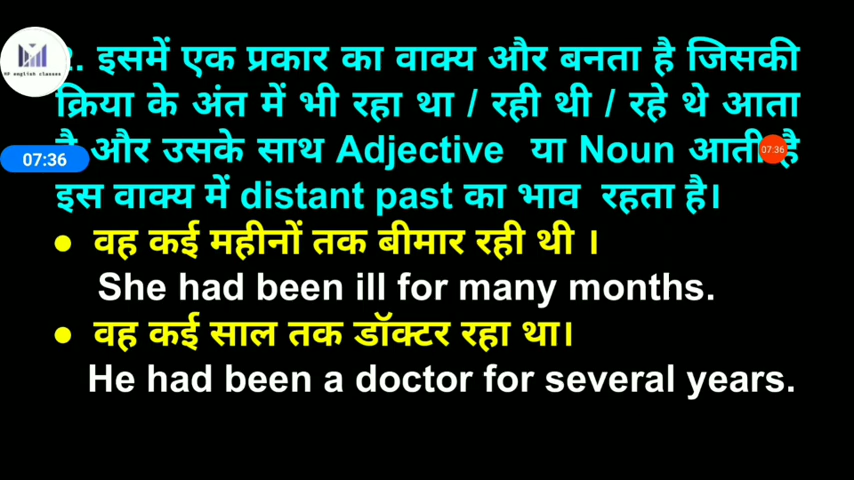 इसमें एक प्रकार का वाक्य और बनता है जिसकी
क्रिया के अंत में भी रहा था / रही थी / रहे थे आता
है और उसके साथ Adjective या Noun आती है
इस वाक्य में distant past का भाव रहता है।
● वह कई महीनों तक बीमार रही थी ।
She had been ill for many months.
● वह कई साल तक डॉक्टर रहा था।
He had been a doctor for several years.
07:36
07:36